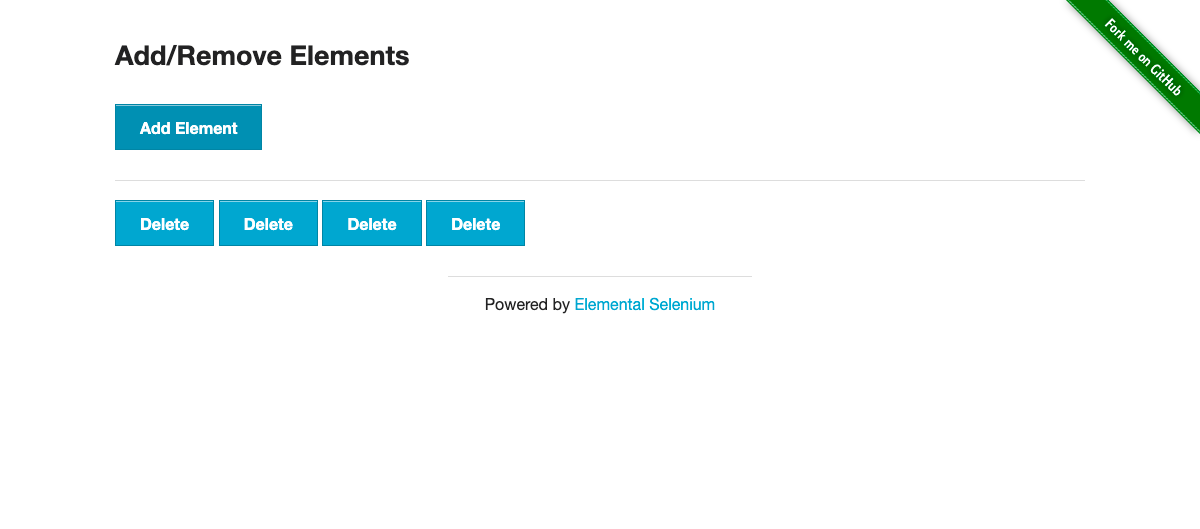 Fork me on GitHub
Add/Remove Elements
Add Element
Delete Delete Delete Delete
Powered by Elemental Selenium